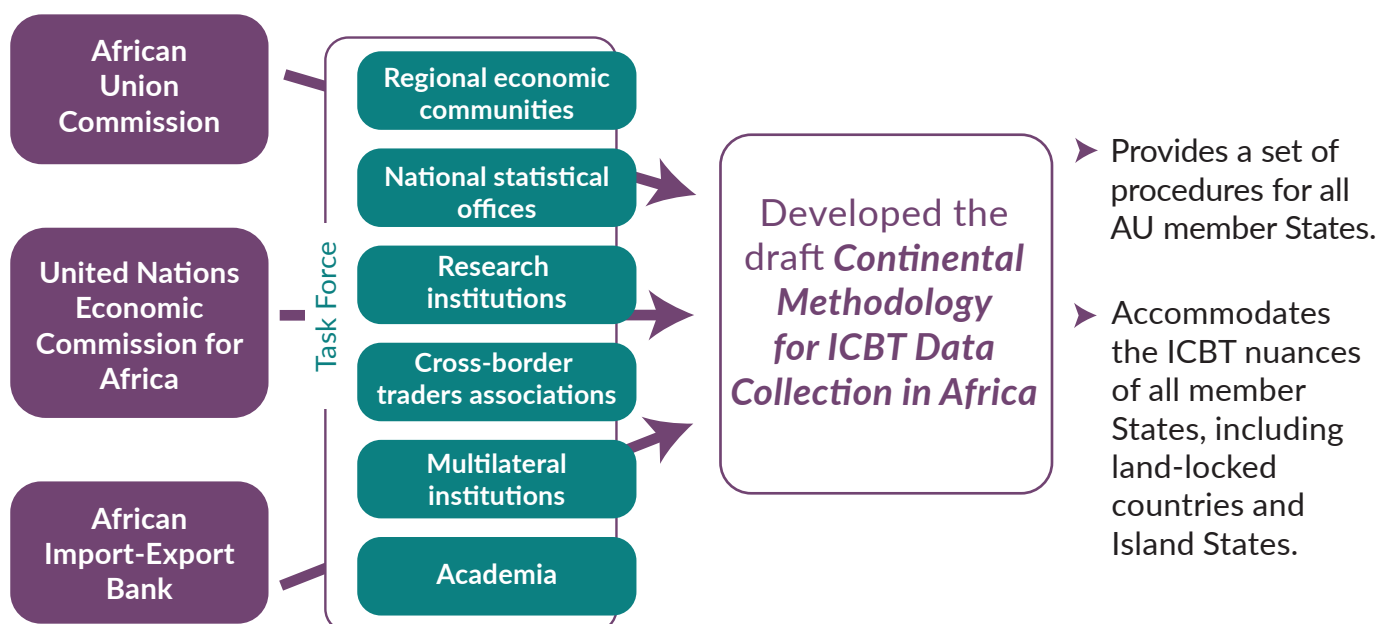 African
Union
Commission
United Nations
Economic
Commission for
Africa
African
Import-Export
Bank
Task Force
Regional economic
communities
National statistical
offices
Research
institutions
Cross-border
traders associations
Multilateral
institutions
Academia
Developed the
draft Continental
Methodology
for ICBT Data
Collection in Africa
Provides a set of
procedures for all
AU member States.
Accommodates
the ICBT nuances
of all member
States, including
land-locked
countries and
Island States.